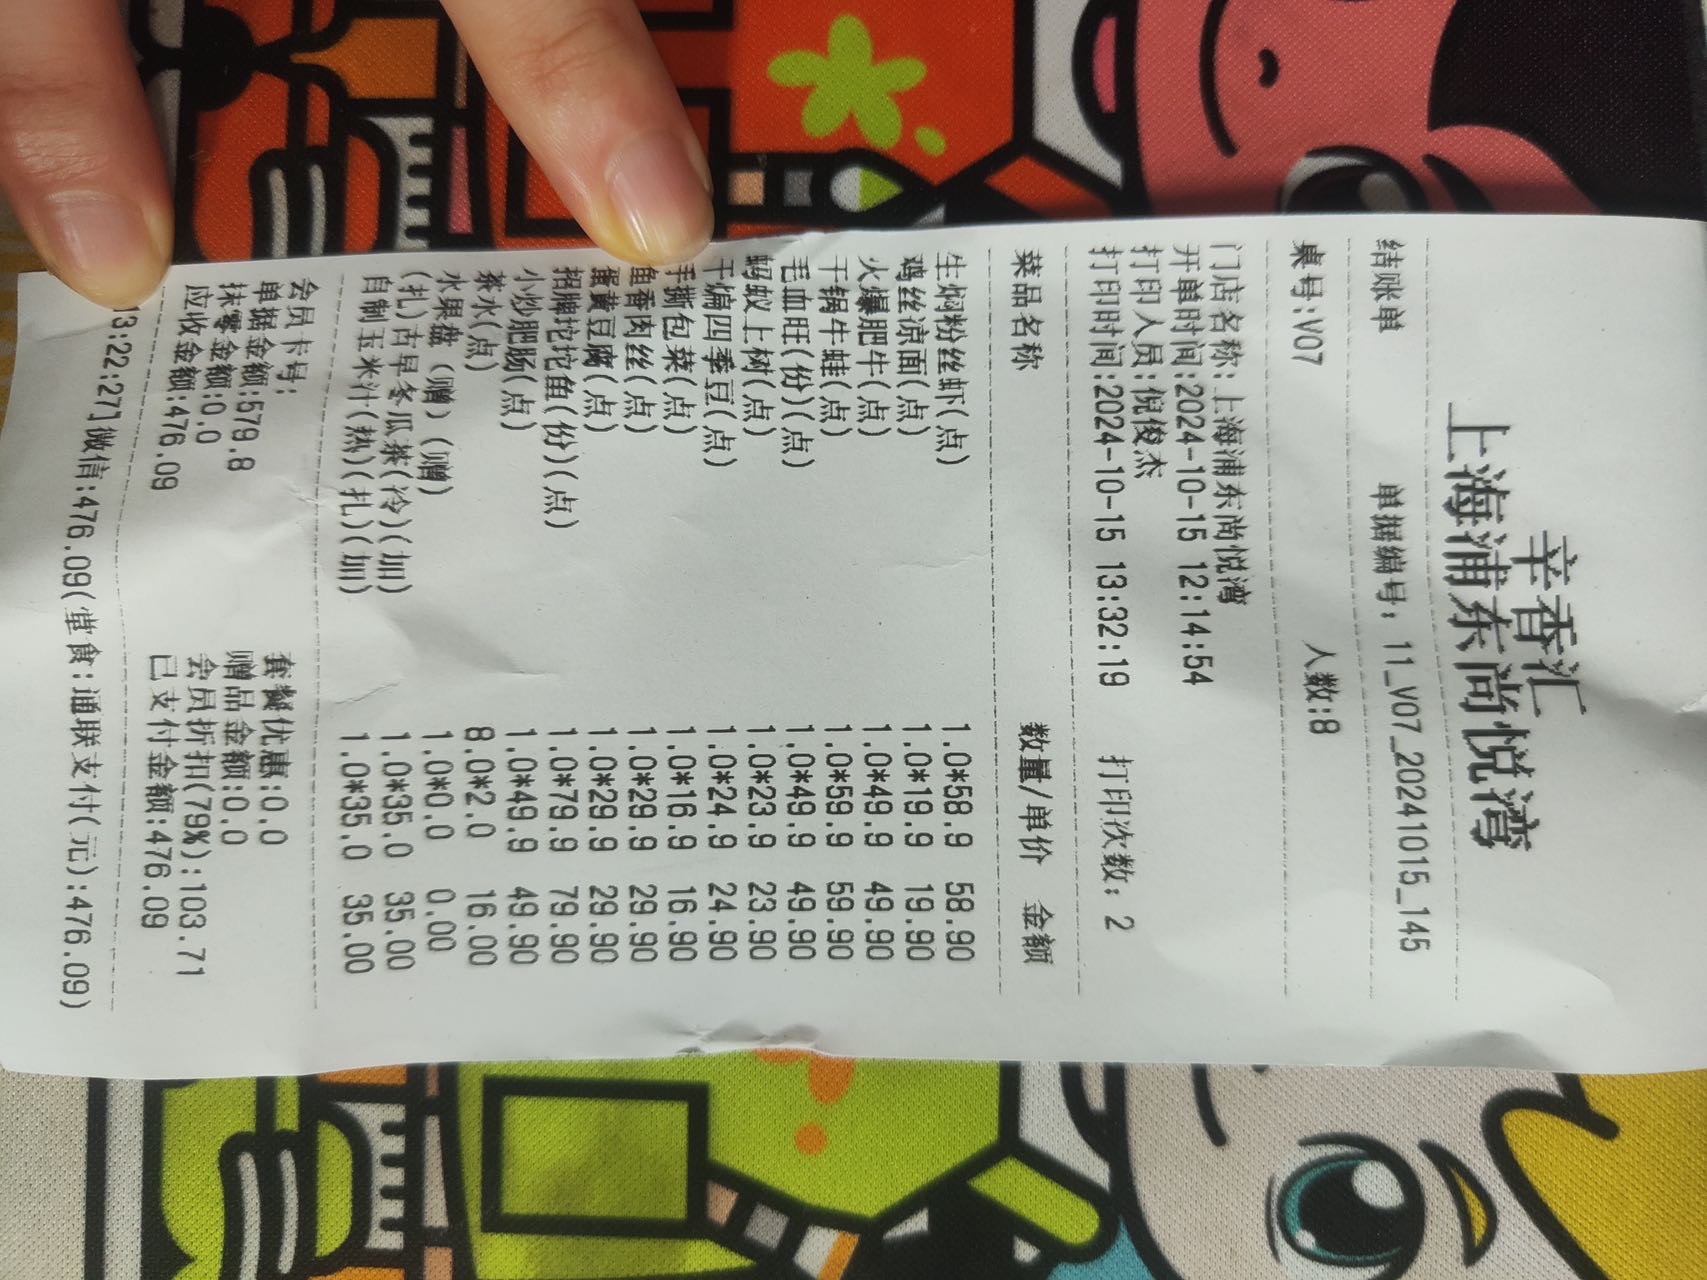 辛香汇
上海浦东尚悦湾
结账单 单据编号: 11_V07_20241015_145
桌号:V07 人数:8
门店名称:上海浦东尚悦湾
开单时间:2024-10-15 12:14:54
打印人员:倪俊杰
打印时间:2024-10-15 13:32:19 打印次数: 2
菜品名称 数量/单价 金额
牛焖粉丝虾(点) 1.0*58.9 58.90
鸡丝凉面(点) 1.0*19.9 19.90
火爆肥牛(点) 1.0*49.9 49.90
干锅牛蛙(点) 1.0*59.9 59.90
毛血旺(份)(点) 1.0*49.9 49.90
蚂蚁上树(点) 1.0*23.9 23.90
干煸四季豆(点) 1.0*24.9 24.90
手撕包菜(点) 1.0*16.9 16.90
鱼香肉丝(点) 1.0*29.9 29.90
蟹黄豆腐(点) 1.0*29.9 29.90
招牌坨坨鱼(份)(点) 1.0*79.9 79.90
小炒肥肠(点) 1.0*49.9 49.90
茶水(点) 8.0*2.0 16.00
水果盘（赠）(赠) 1.0*0.0 0.00
(扎)古早冬瓜茶(冷)(加) 1.0*35.0 35.00
自制玉米汁(热)(扎)(加) 1.0*35.0 35.00
会员卡号:
单据金额:579.8 套餐优惠:0.0
抹零金额:0.0 赠品金额:0.0
应收金额:476.09 会员折扣(79%):103.71
已支付金额:476.09
13:22:27]微信:476.09(堂食:通联支付(元):476.09)